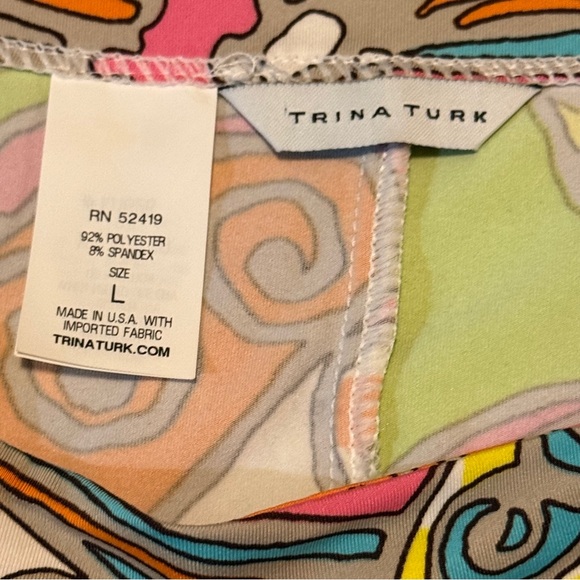 TRINA TURK
RN 52419
92% POLYESTER
8% SPANDEX
SIZE
L
MADE IN U.S.A. WITH
IMPORTED FABRIC
TRINATURK.COM